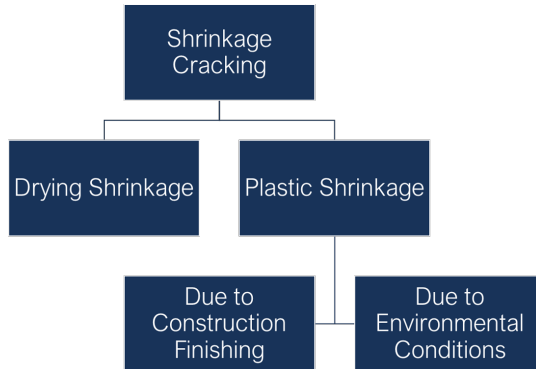 Shrinkage
Cracking
Drying Shrinkage
Plastic Shrinkage
Due to
Construction
Finishing
Due to
Environmental
Conditions